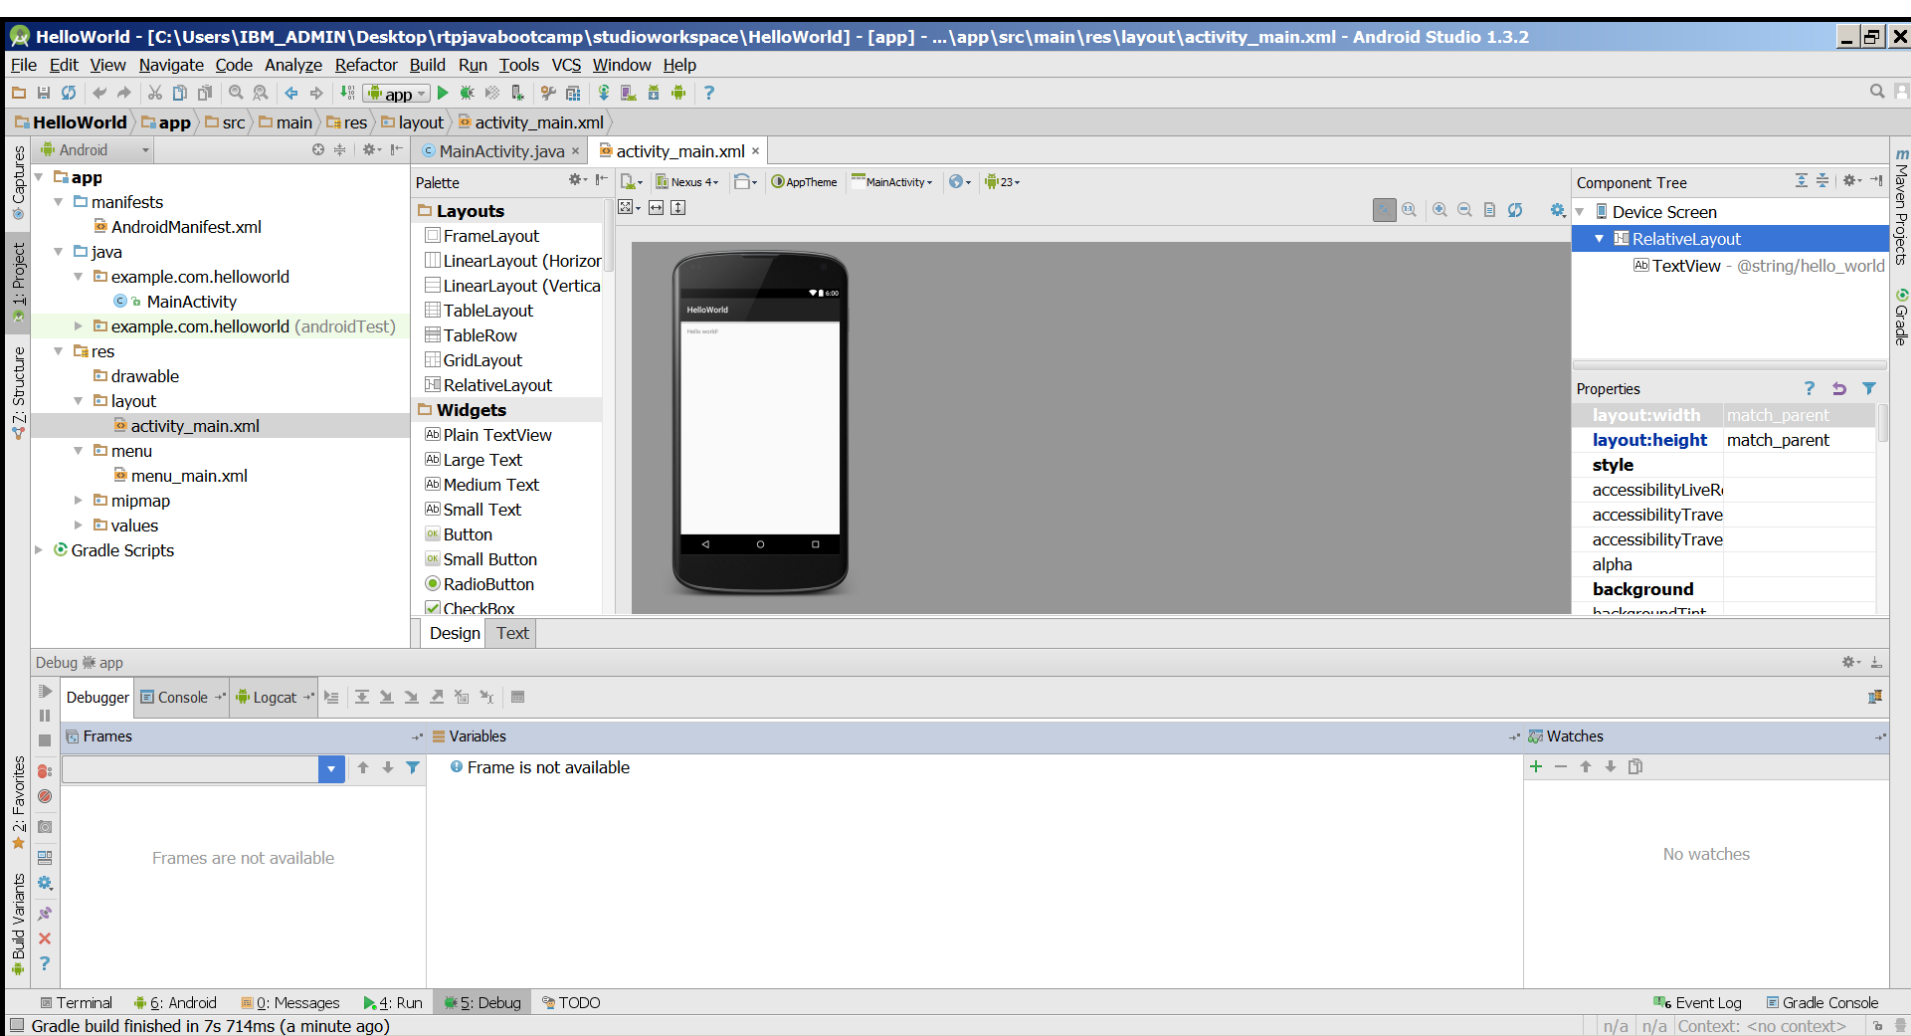 HelloWorld - [C:\Users\IBM_ADMIN\Desktop\rtpjavabootcamp\studioworkspace\HelloWorld] - [app] - ...\app\src\main\res\layout\activity_main.xml - Android Studio 1.3.2
File Edit View Navigate Code Analyze Refactor Build Run Tools VCS Window Help
app
HelloWorld app src main res layout activity_main.xml
Android
MainActivity.java × activity_main.xml ×
Captures
1: Project
Z: Structure
2: Favorites
Build Variants
app
manifests
AndroidManifest.xml
java
example.com.helloworld
MainActivity
example.com.helloworld (androidTest)
res
drawable
layout
activity_main.xml
menu
menu_main.xml
mipmap
values
Gradle Scripts
Palette
Layouts
FrameLayout
LinearLayout (Horizon
LinearLayout (Vertica
TableLayout
TableRow
GridLayout
RelativeLayout
Widgets
Plain TextView
Large Text
Medium Text
Small Text
Button
Small Button
RadioButton
CheckBox
Nexus 4 AppTheme MainActivity 23
6:00
HelloWorld
Hello world!
Design Text
Component Tree
Device Screen
RelativeLayout
TextView - @string/hello_world
Properties
layout:width match_parent
layout:height match_parent
style
accessibilityLiveRe
accessibilityTrave
accessibilityTrave
alpha
background
backgroundTint
Maven Projects
Gradle
Debug app
Debugger Console Logcat
Frames Variables Watches
Frame is not available
Frames are not available
No watches
Terminal 6: Android 0: Messages 4: Run 5: Debug TODO
6 Event Log Gradle Console
Gradle build finished in 7s 714ms (a minute ago)
n/a n/a Context: <no context>